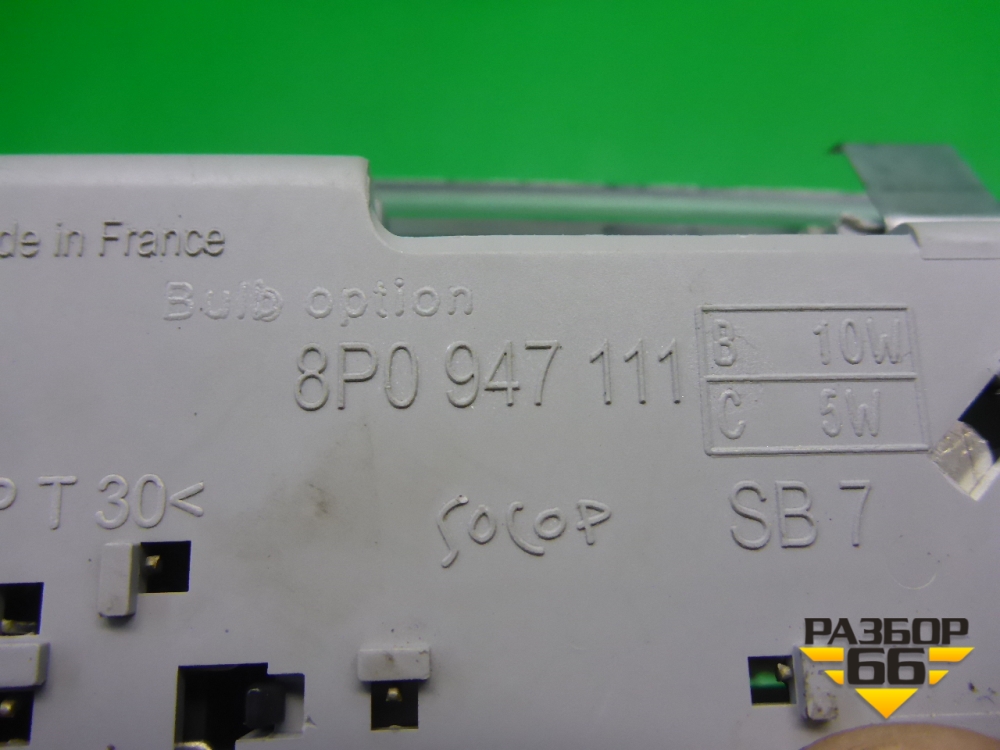 de in France
Bulb option
8P0 947 111
B 10W
C 5W
P T 30<
SOCOP
SB 7
РАЗБОР
66